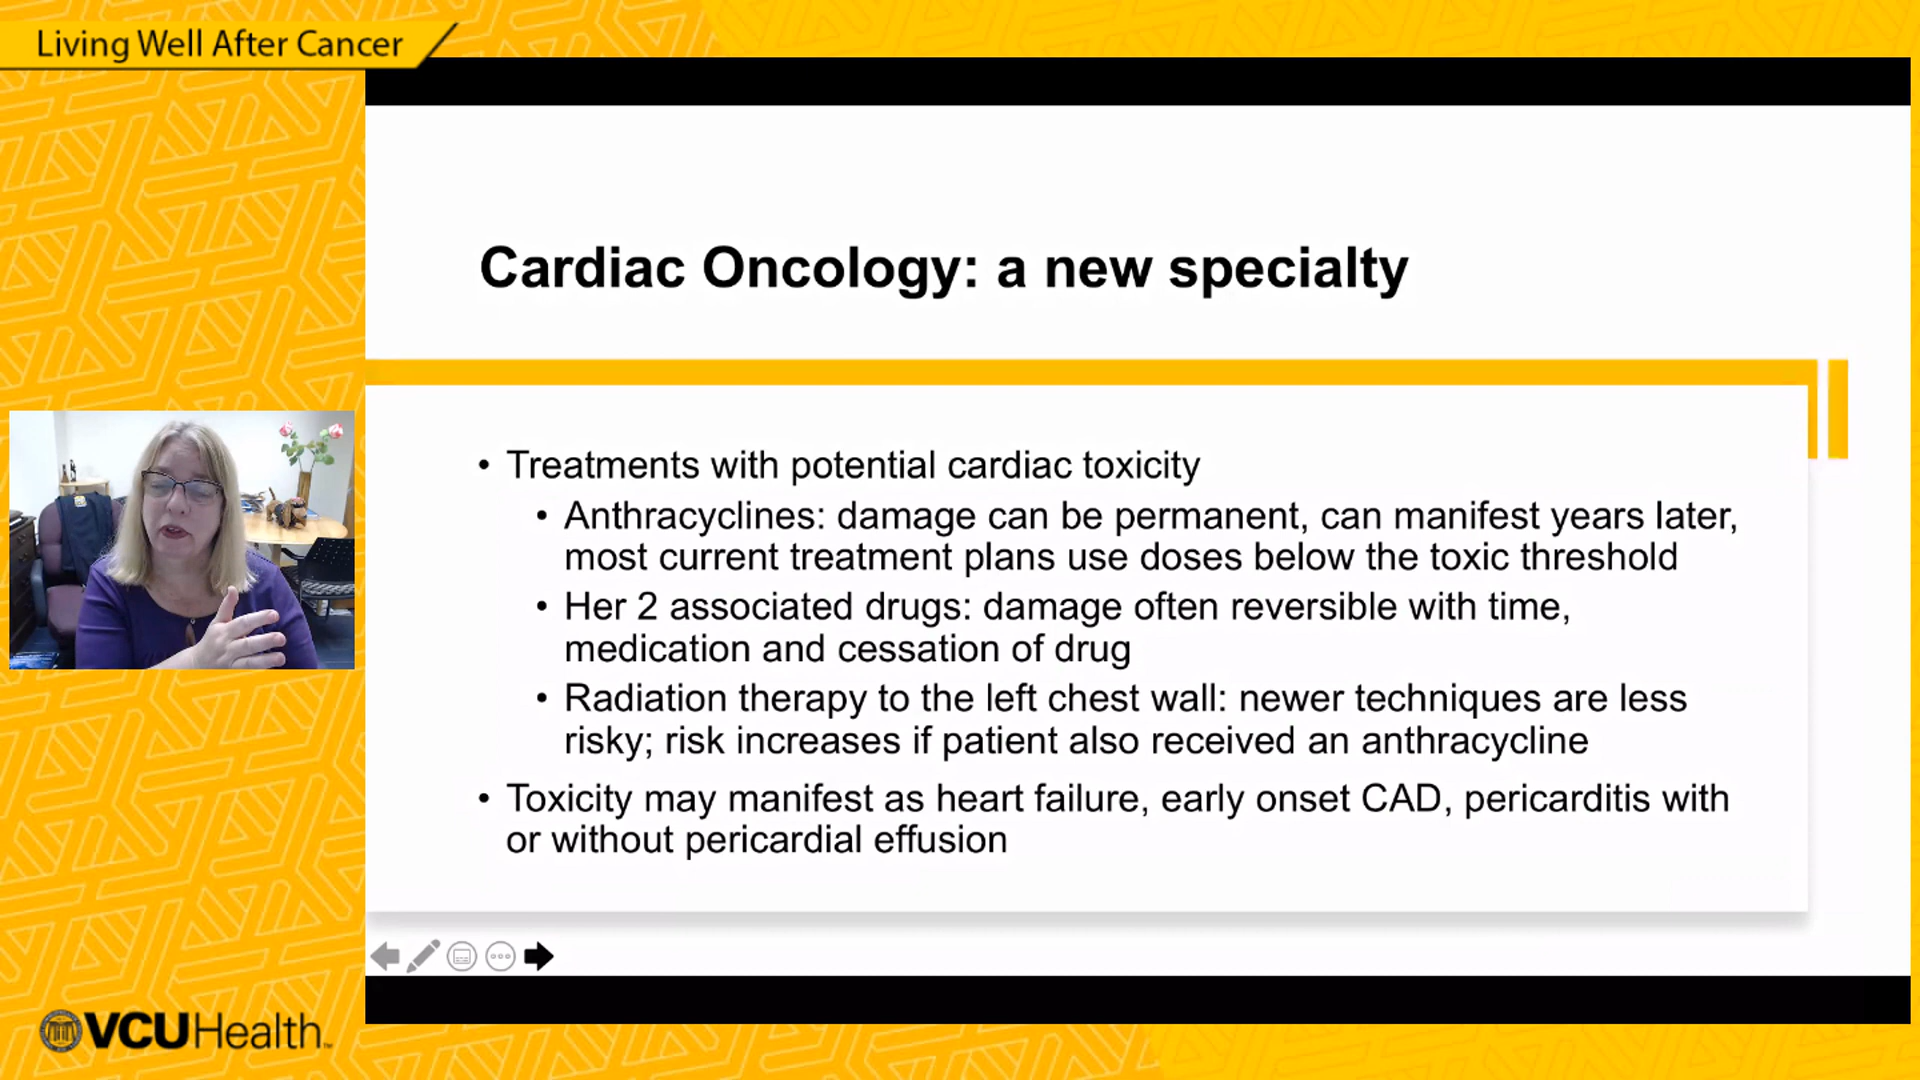 Living Well After Cancer
Cardiac Oncology: a new specialty
• Treatments with potential cardiac toxicity
• Anthracyclines: damage can be permanent, can manifest years later,
most current treatment plans use doses below the toxic threshold
• Her 2 associated drugs: damage often reversible with time,
medication and cessation of drug
• Radiation therapy to the left chest wall: newer techniques are less
risky; risk increases if patient also received an anthracycline
• Toxicity may manifest as heart failure, early onset CAD, pericarditis with
or without pericardial effusion
VCUHealth™